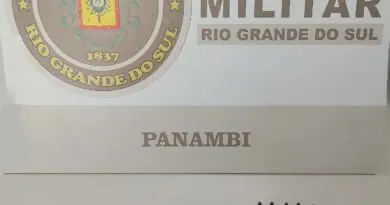 MILITAR
RIO GRANDE DO SUL
1837
RIO GRANDE DO SUL
PANAMBI